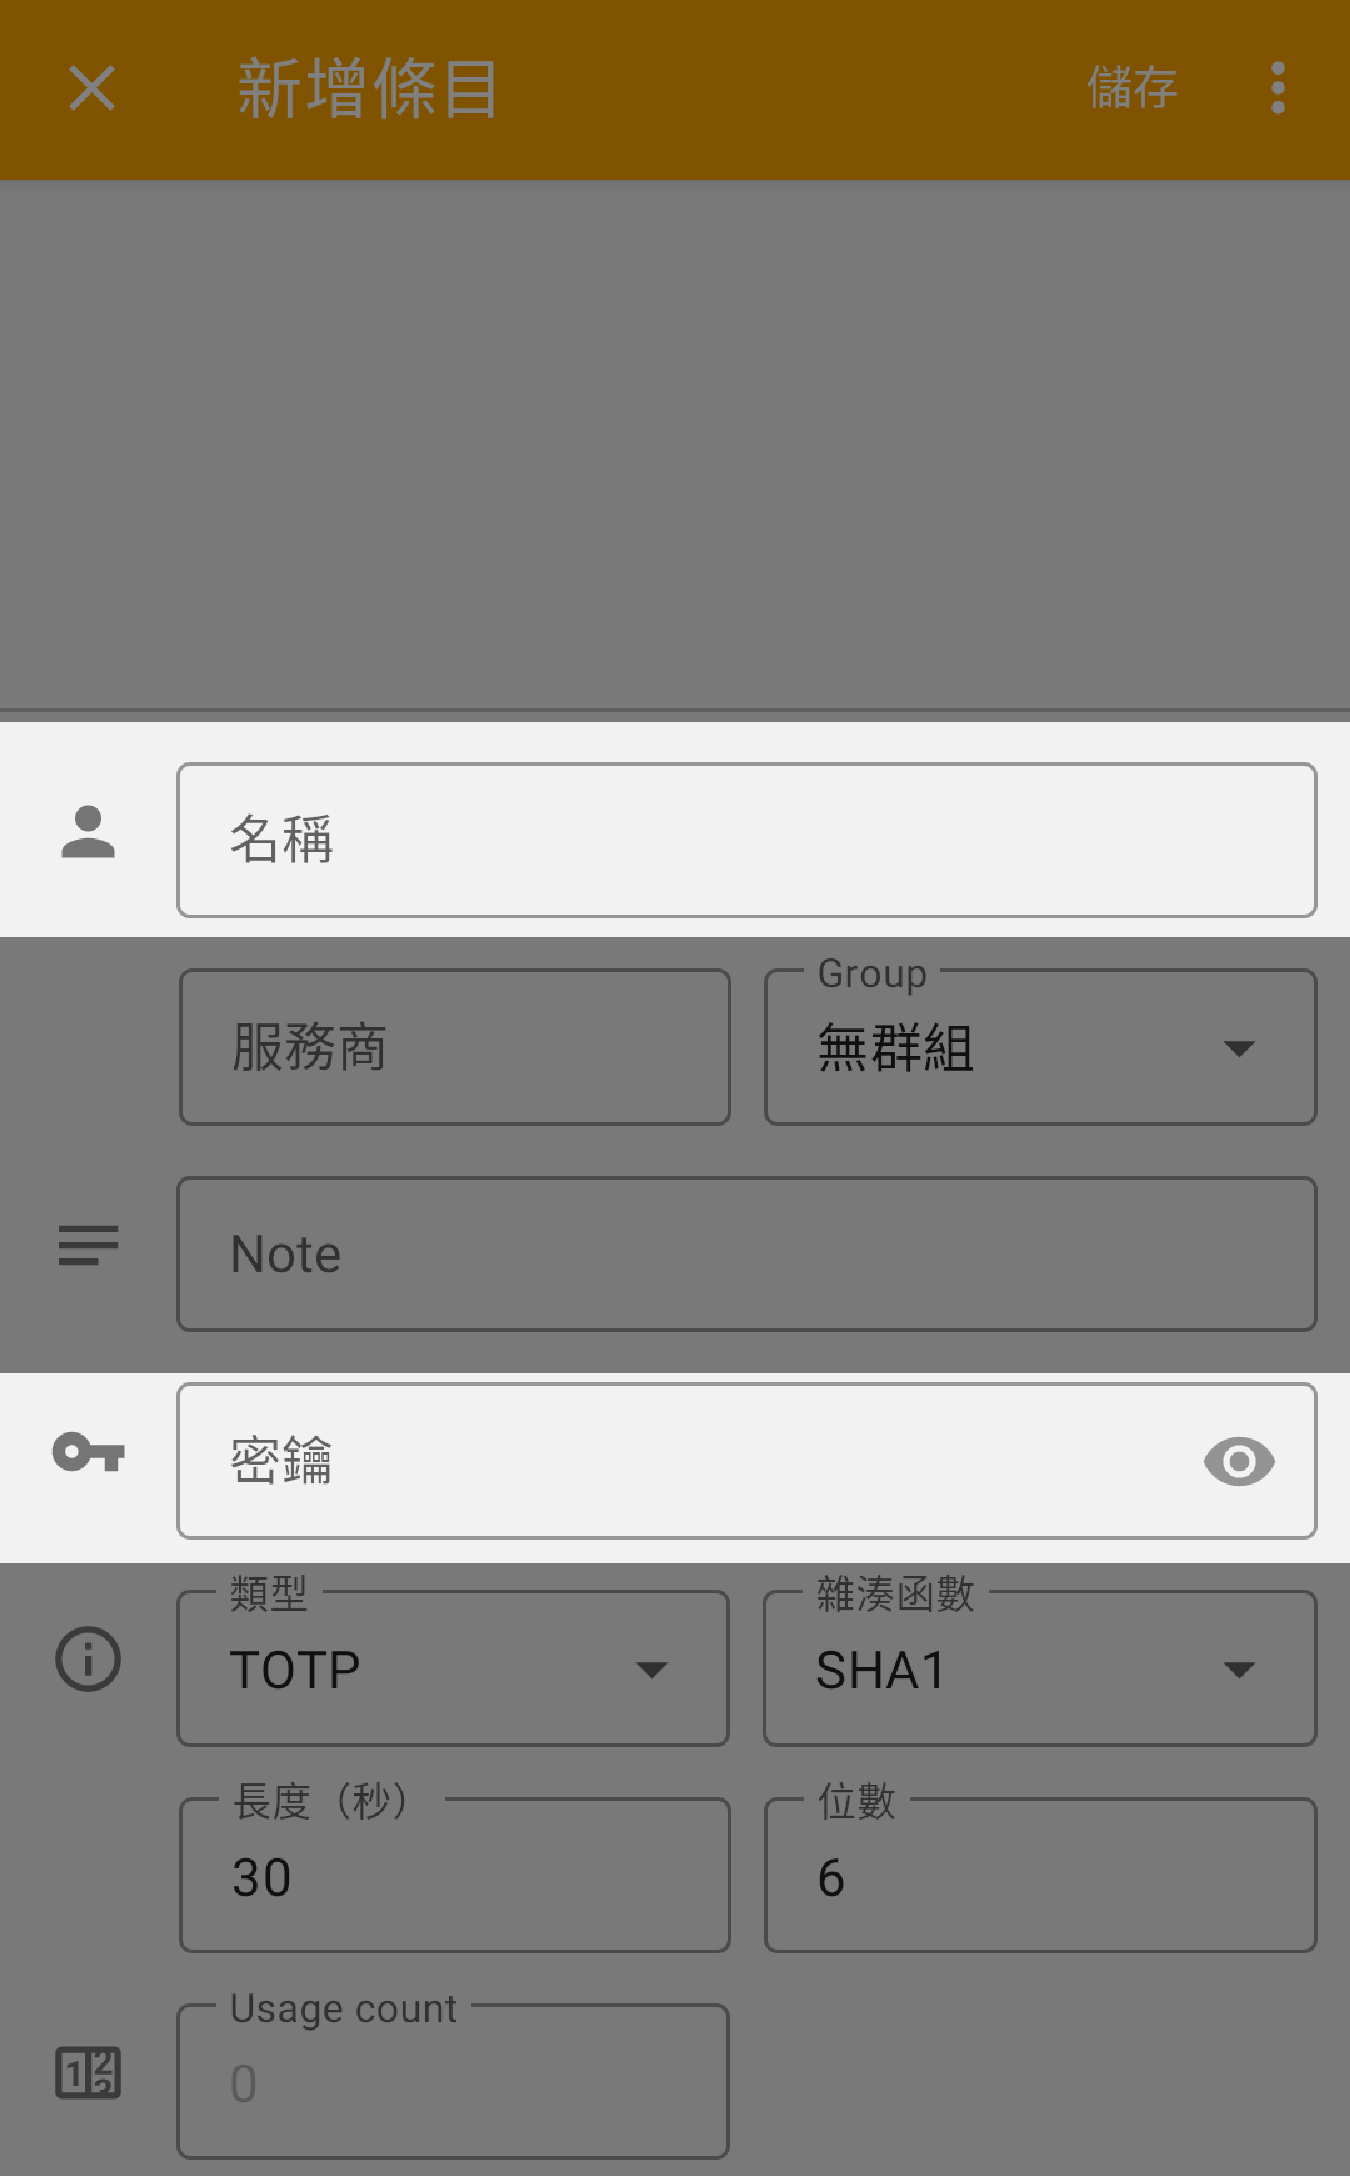 新增條目
儲存
名稱
服務商
Group
無群組
Note
密鑰
類型
TOTP
雜湊函數
SHA1
長度（秒）
30
位數
6
Usage count
0